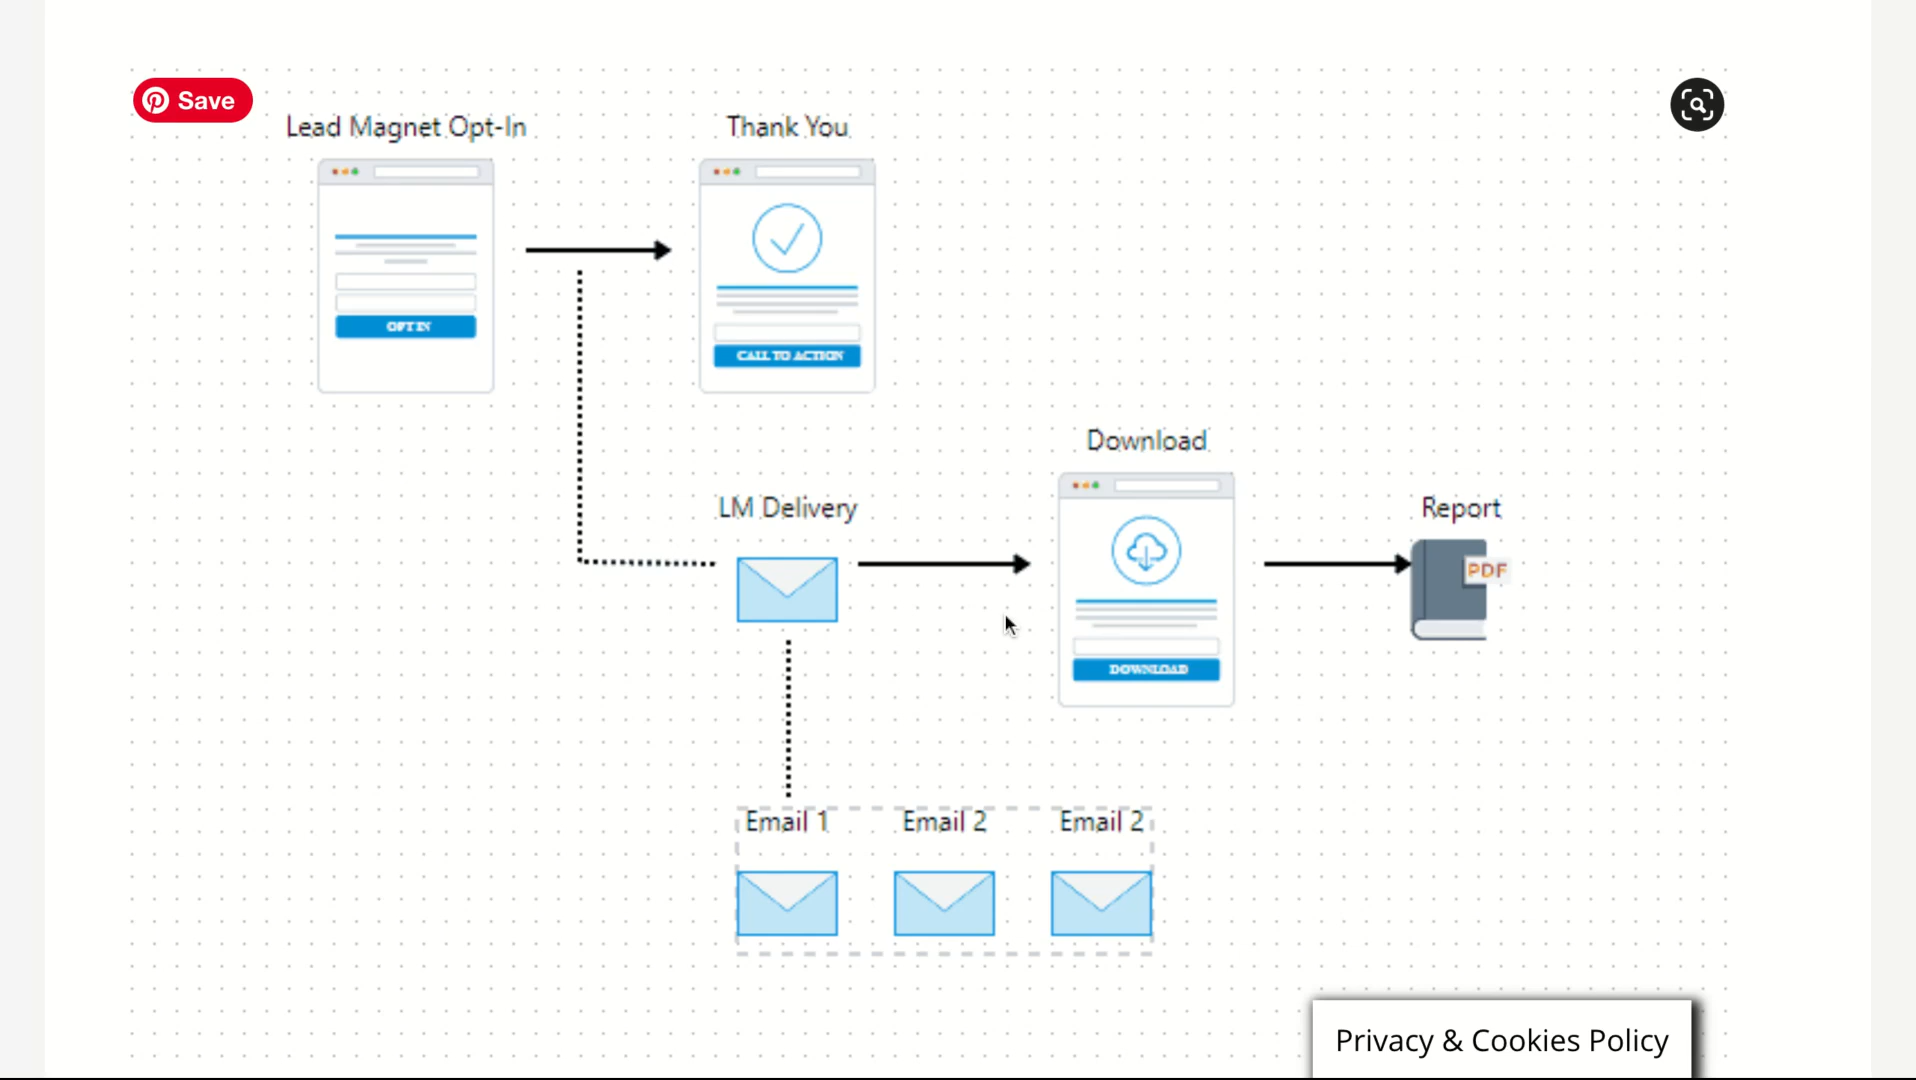 Save
Lead Magnet Opt-In
Thank You
OPT IN
CALL TO ACTION
Download
LM Delivery
Report
PDF
DOWNLOAD
Email 1
Email 2
Email 2
Privacy & Cookies Policy